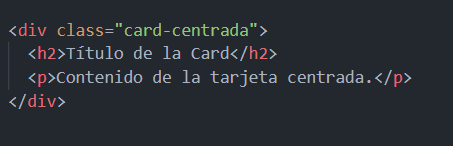 <div class="card-centrada">
  <h2>Título de la Card</h2>
  <p>Contenido de la tarjeta centrada.</p>
</div>